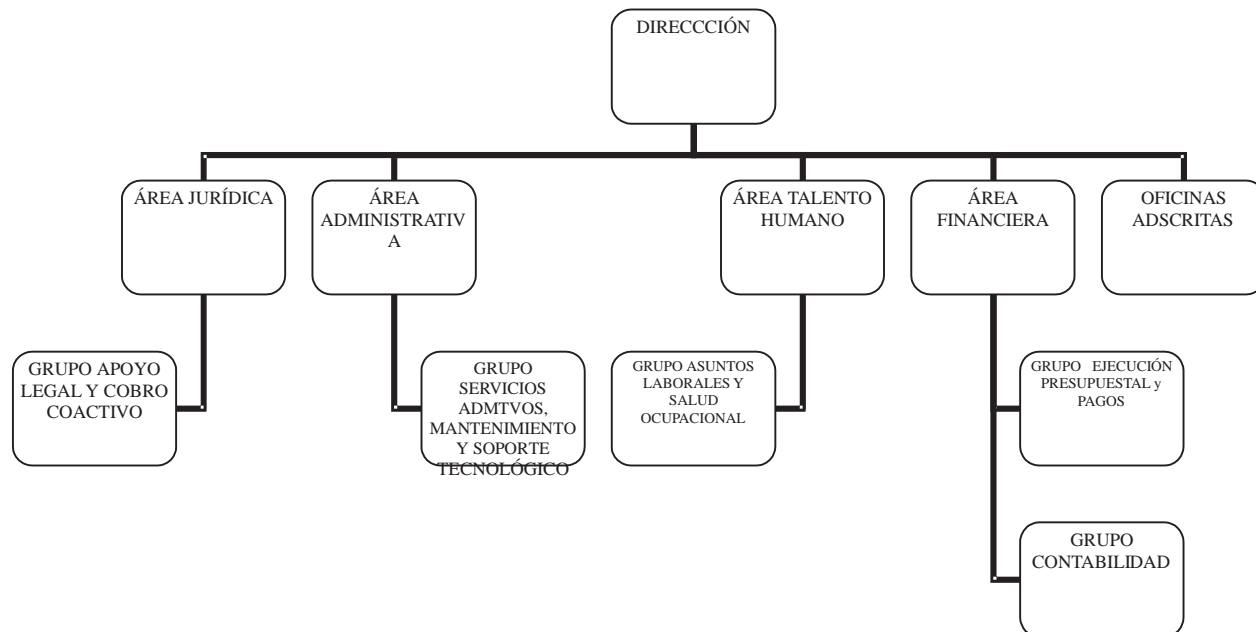 DIRECCCIÓN
ÁREA JURÍDICA
ÁREA
ADMINISTRATIV
A
ÁREA TALENTO
HUMANO
ÁREA
FINANCIERA
OFICINAS
ADSCRITAS
GRUPO APOYO
LEGAL Y COBRO
COACTIVO
GRUPO
SERVICIOS
ADMTVOS,
MANTENIMIENTO
Y SOPORTE
TECNOLÓGICO
GRUPO ASUNTOS
LABORALES Y
SALUD
OCUPACIONAL
GRUPO EJECUCIÓN
PRESUPUESTAL y
PAGOS
GRUPO
CONTABILIDAD